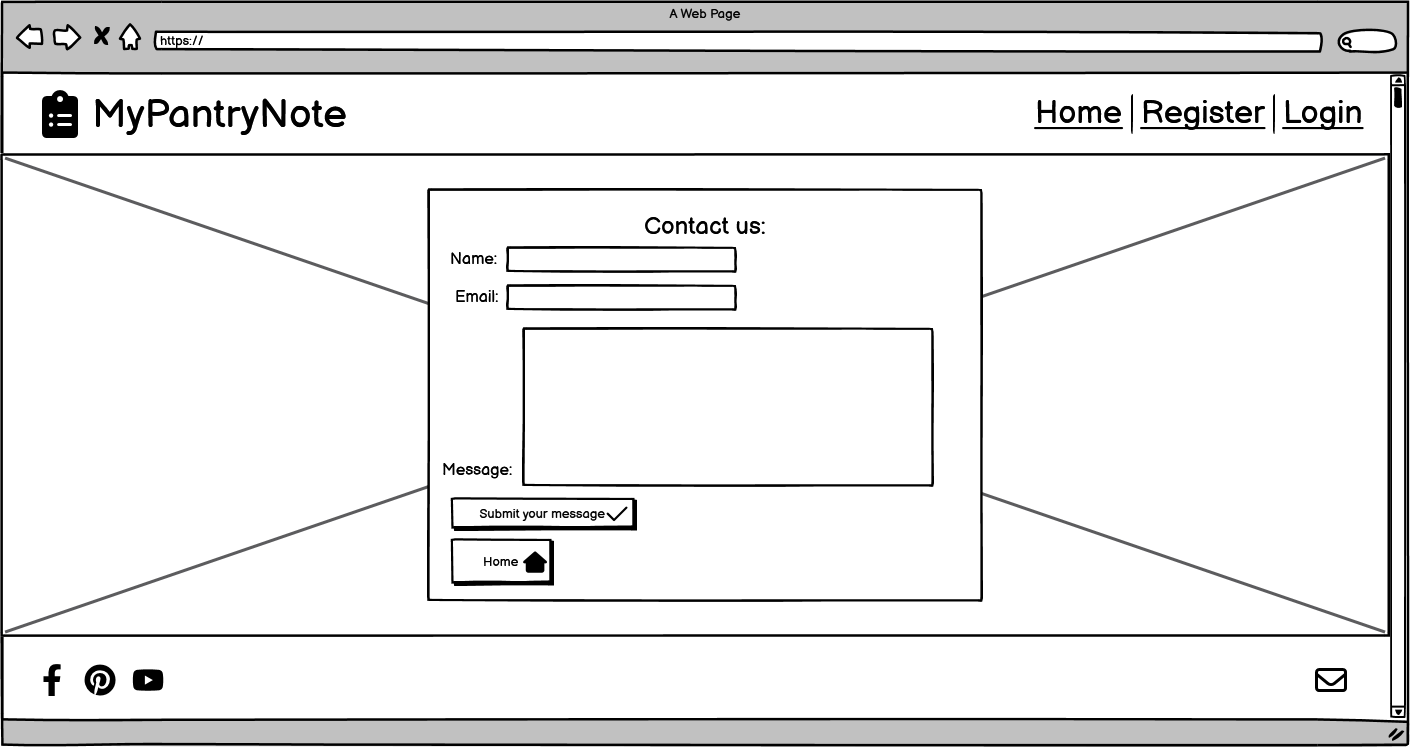 A Web Page
https://
MyPantryNote
Home Register Login
Contact us:
Name:
Email:
Message:
Submit your message
Home